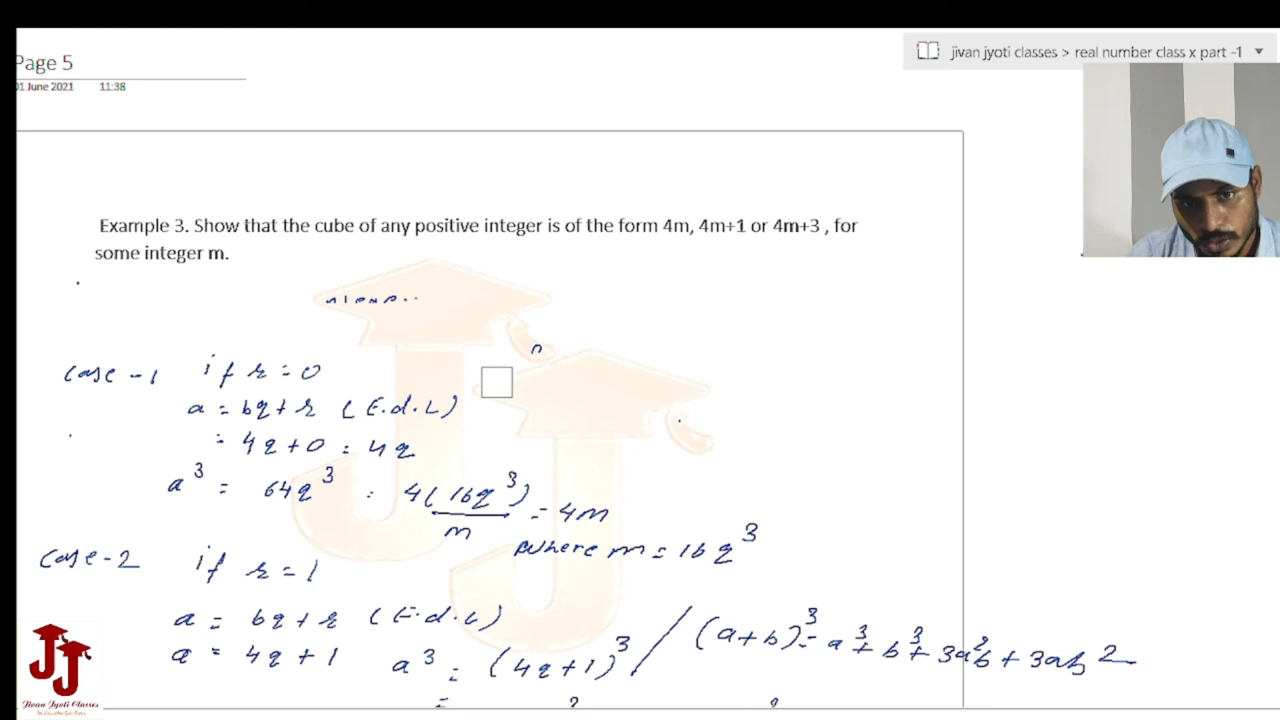 Page 5
01 June 2021 11:38
jivan jyoti classes > real number class x part -1
Example 3. Show that the cube of any positive integer is of the form 4m, 4m+1 or 4m+3 , for
some integer m.
Case -1 if r = 0
a = bq + r (E.d.L)
= 4q + 0 = 4q
a³ = 64q³ = 4(16q³) = 4m
m
where m = 16q³
Case-2 if r = 1
a = bq + r (E.d.L)
a = 4q + 1 a³ = (4q+1)³ / (a+b)³ = a³ + b³ + 3a²b + 3ab²
JJ
Jivan Jyoti Classes